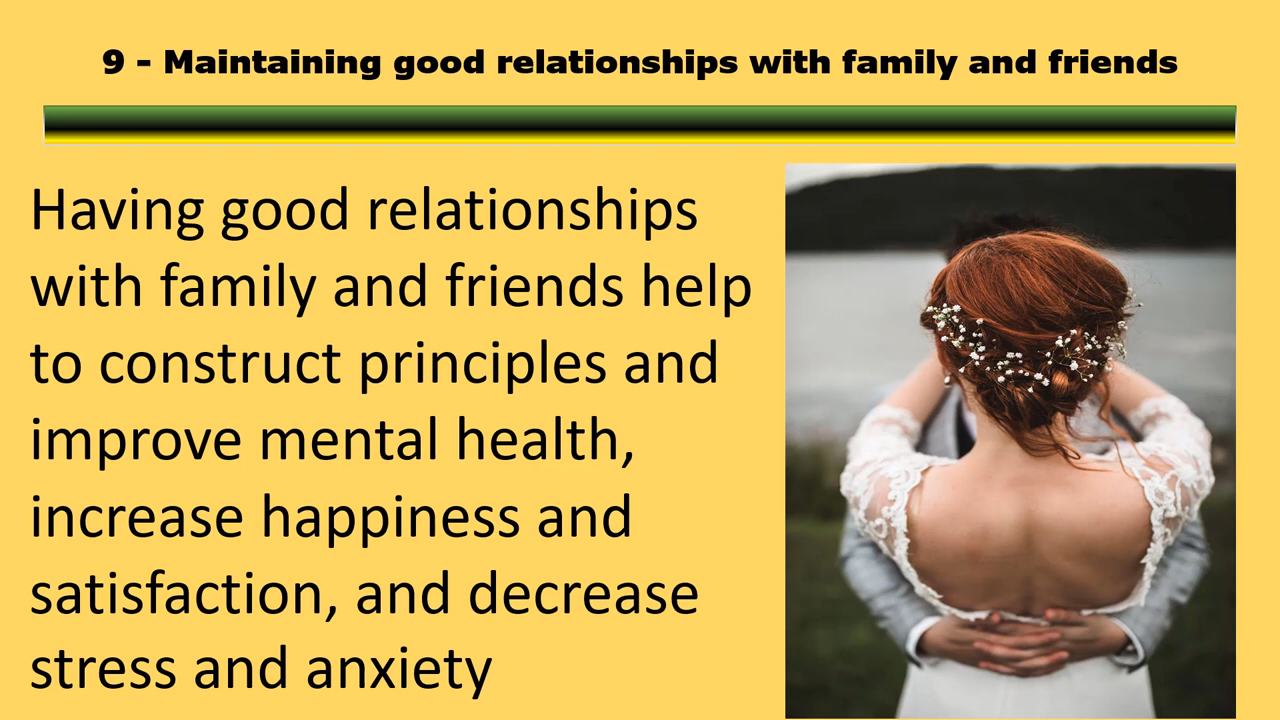 9 - Maintaining good relationships with family and friends
Having good relationships
with family and friends help
to construct principles and
improve mental health,
increase happiness and
satisfaction, and decrease
stress and anxiety